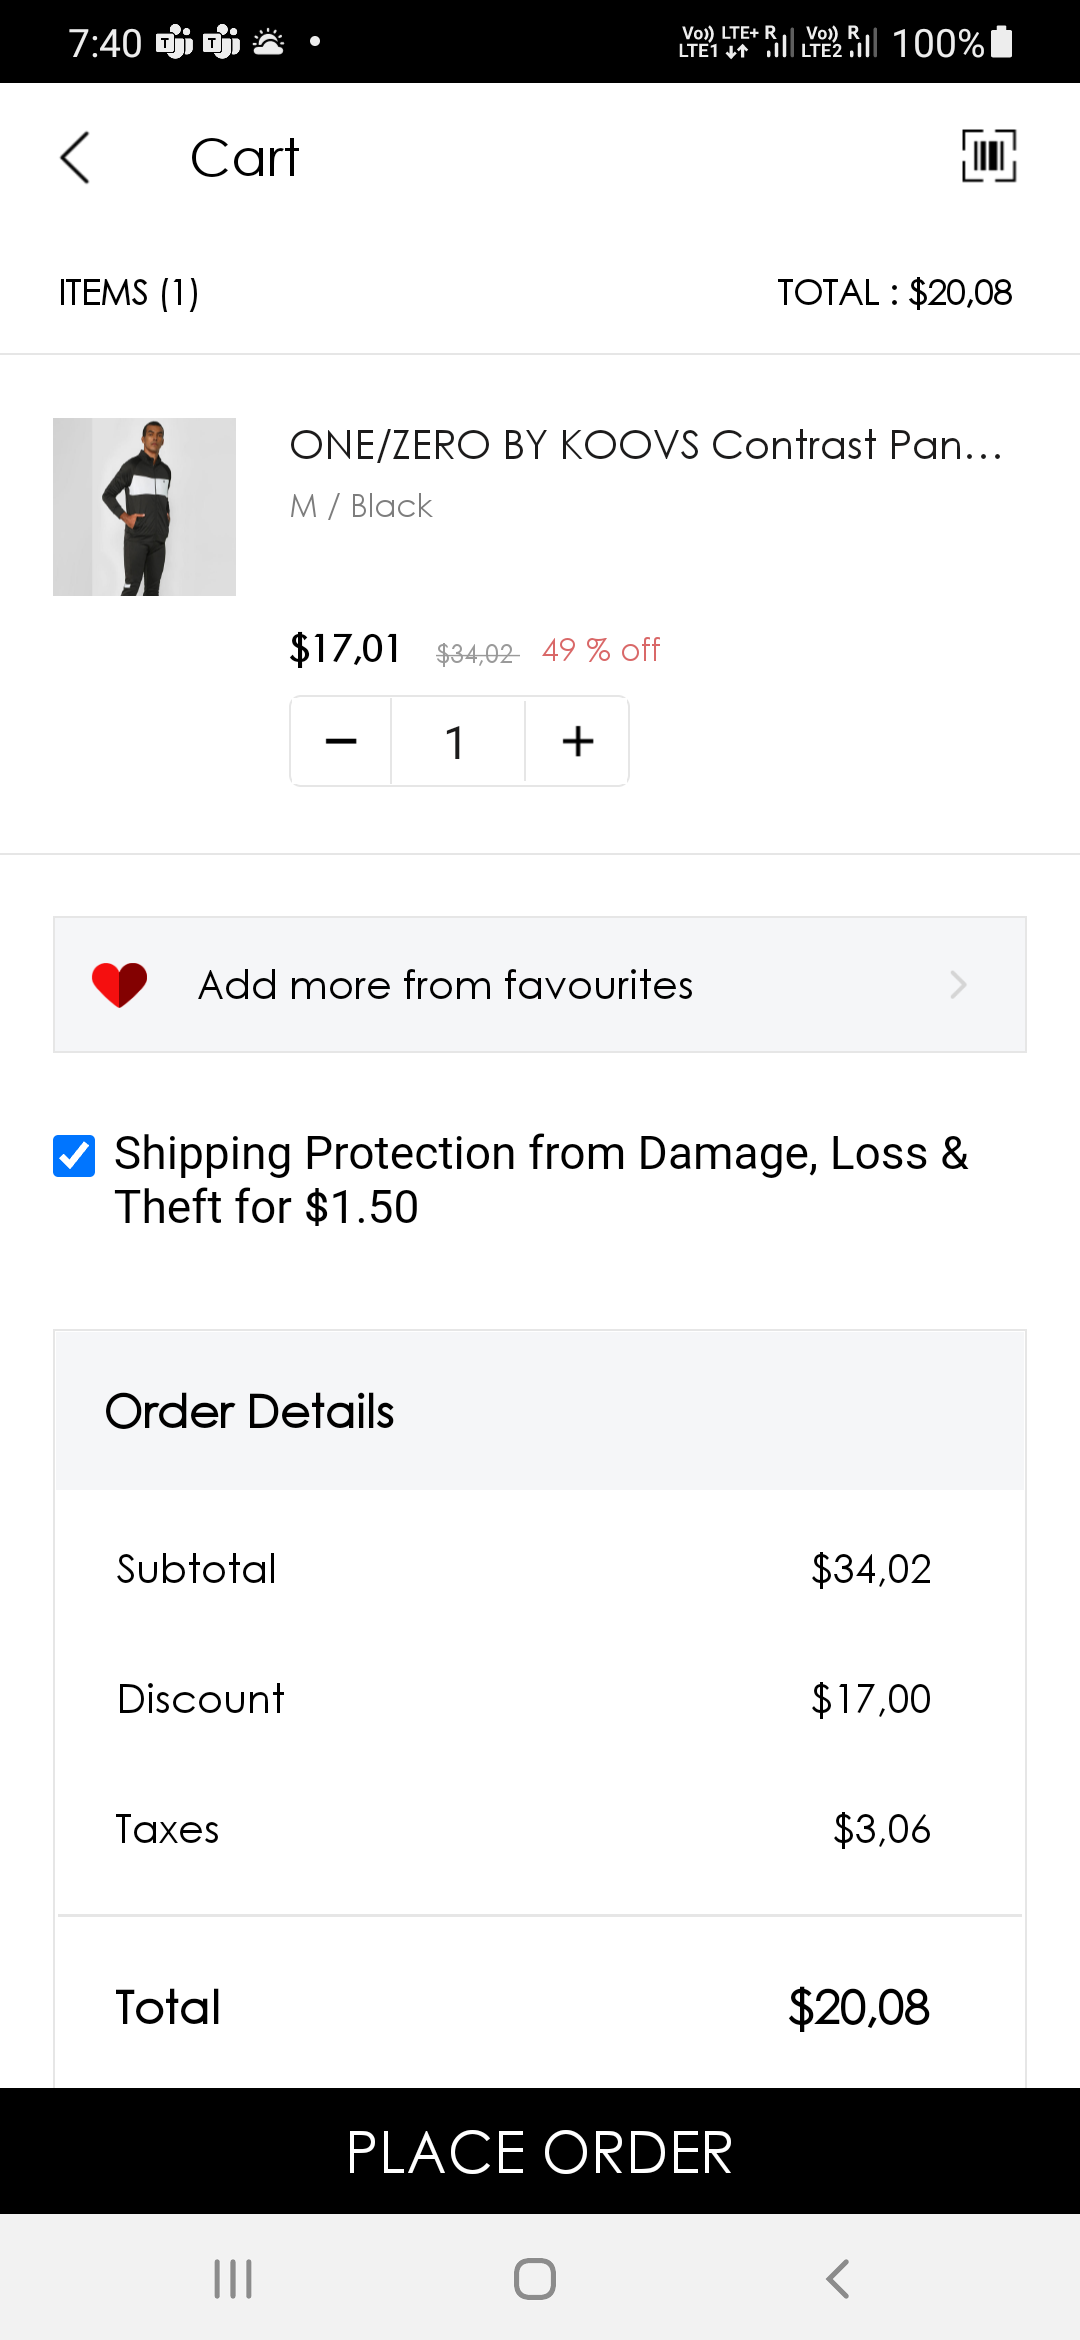 7:40
Vo)) LTE+ R Vo)) R
LTE1 LTE2 100%
Cart
ITEMS (1) TOTAL : $20,08
ONE/ZERO BY KOOVS Contrast Pan...
M / Black
$17,01 $34,02 49 % off
− 1 +
Add more from favourites
Shipping Protection from Damage, Loss &
Theft for $1.50
Order Details
Subtotal $34,02
Discount $17,00
Taxes $3,06
Total $20,08
PLACE ORDER